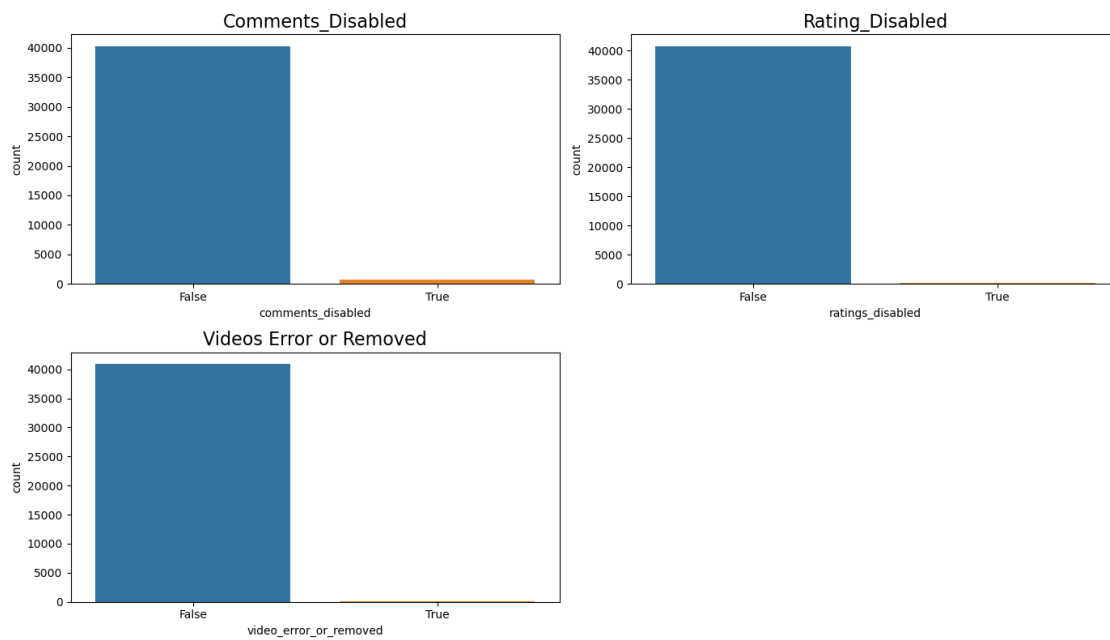 Comments_Disabled
40000
35000
30000
25000
20000
15000
10000
5000
0
count
False
True
comments_disabled
Rating_Disabled
40000
35000
30000
25000
20000
15000
10000
5000
0
count
False
True
ratings_disabled
Videos Error or Removed
40000
35000
30000
25000
20000
15000
10000
5000
0
count
False
True
video_error_or_removed